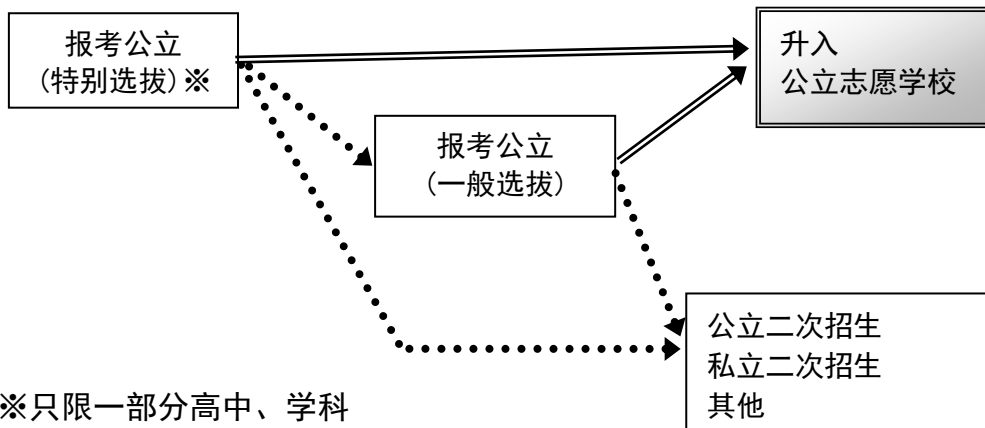 报考公立
(特别选拔)※
升入
公立志愿学校
报考公立
(一般选拔)
公立二次招生
私立二次招生
其他
※只限一部分高中、学科